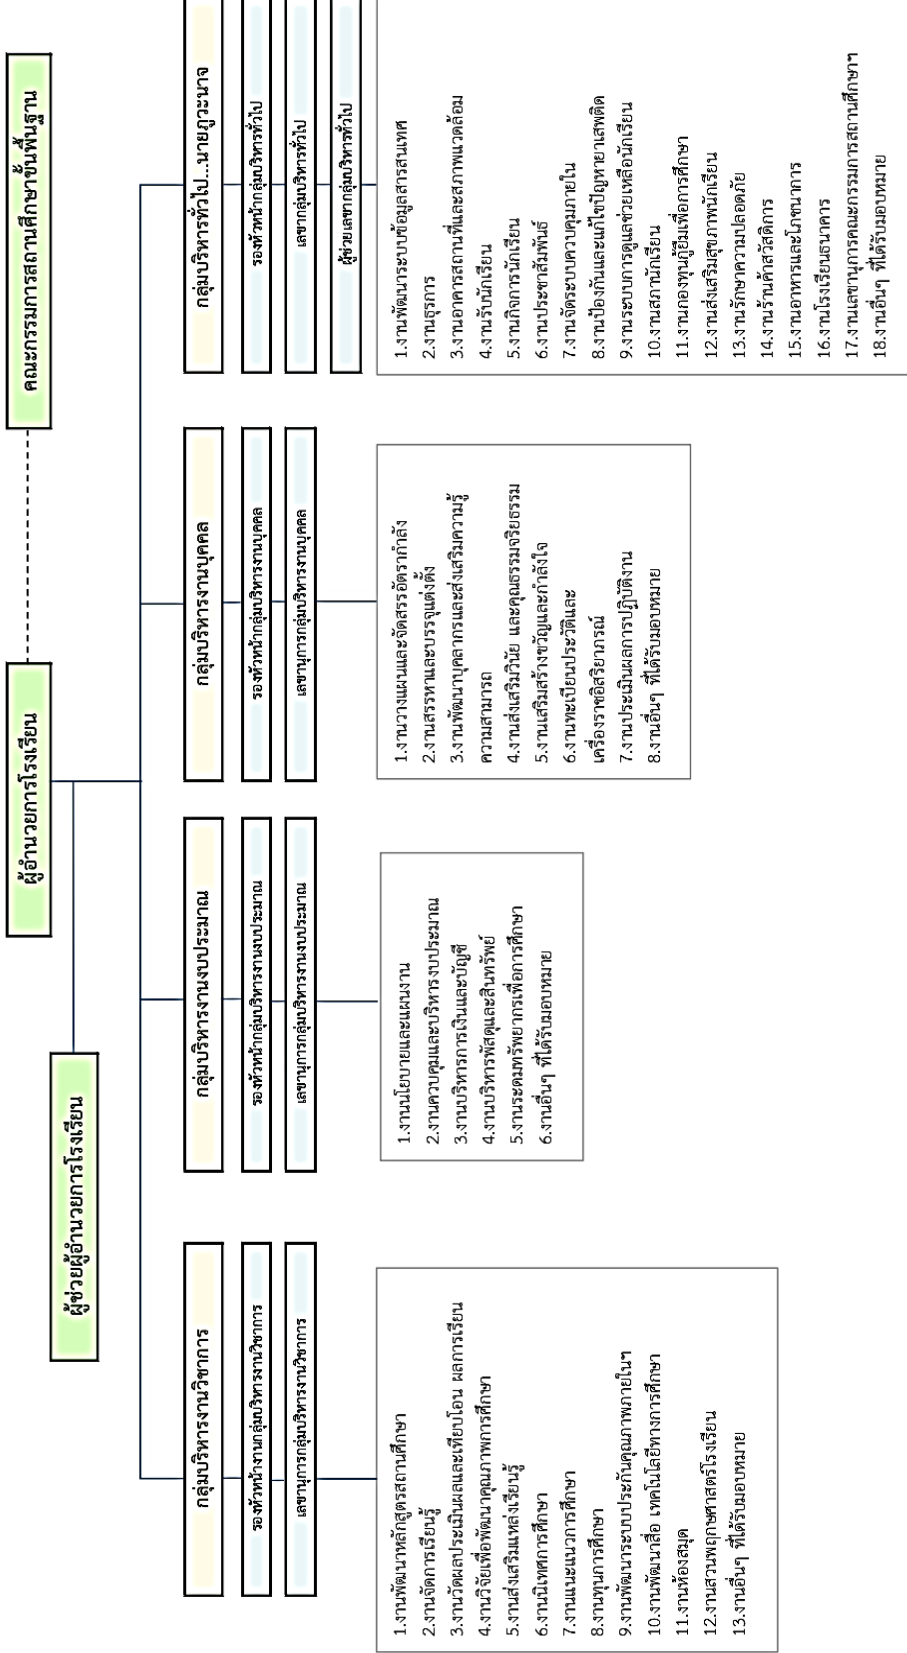 ผู้อำนวยการโรงเรียน
คณะกรรมการสถานศึกษาขั้นพื้นฐาน
ผู้ช่วยผู้อำนวยการโรงเรียน
กลุ่มบริหารงานวิชาการ
รองหัวหน้างานกลุ่มบริหารงานวิชาการ
เลขานุการกลุ่มบริหารงานวิชาการ
1.งานพัฒนาหลักสูตรสถานศึกษา
2.งานจัดการเรียนรู้
3.งานวัดผลประเมินผลและเทียบโอน ผลการเรียน
4.งานวิจัยเพื่อพัฒนาคุณภาพการศึกษา
5.งานส่งเสริมแหล่งเรียนรู้
6.งานนิเทศการศึกษา
7.งานแนะแนวการศึกษา
8.งานทุนการศึกษา
9.งานพัฒนาระบบประกันคุณภาพภายในฯ
10.งานพัฒนาสื่อ เทคโนโลยีทางการศึกษา
11.งานห้องสมุด
12.งานสวนพฤกษศาสตร์โรงเรียน
13.งานอื่นๆ ที่ได้รับมอบหมาย
กลุ่มบริหารงานงบประมาณ
รองหัวหน้ากลุ่มบริหารงานงบประมาณ
เลขานุการกลุ่มบริหารงานงบประมาณ
1.งานนโยบายและแผนงาน
2.งานควบคุมและบริหารงบประมาณ
3.งานบริหารการเงินและบัญชี
4.งานบริหารพัสดุและสินทรัพย์
5.งานระดมทรัพยากรเพื่อการศึกษา
6.งานอื่นๆ ที่ได้รับมอบหมาย
กลุ่มบริหารงานบุคคล
รองหัวหน้ากลุ่มบริหารงานบุคคล
เลขานุการกลุ่มบริหารงานบุคคล
1.งานวางแผนและจัดสรรอัตรากำลัง
2.งานสรรหาและบรรจุแต่งตั้ง
3.งานพัฒนาบุคลากรและส่งเสริมความรู้
ความสามารถ
4.งานส่งเสริมวินัย และคุณธรรมจริยธรรม
5.งานเสริมสร้างขวัญและกำลังใจ
6.งานทะเบียนประวัติและ
เครื่องราชอิสริยาภรณ์
7.งานประเมินผลการปฏิบัติงาน
8.งานอื่นๆ ที่ได้รับมอบหมาย
กลุ่มบริหารทั่วไป...นายภูวะนาจ
รองหัวหน้ากลุ่มบริหารทั่วไป
เลขากลุ่มบริหารทั่วไป
ผู้ช่วยเลขากลุ่มบริหารทั่วไป
1.งานพัฒนาระบบข้อมูลสารสนเทศ
2.งานธุรการ
3.งานอาคารสถานที่และสภาพแวดล้อม
4.งานรับนักเรียน
5.งานกิจการนักเรียน
6.งานประชาสัมพันธ์
7.งานจัดระบบควบคุมภายใน
8.งานป้องกันและแก้ไขปัญหายาเสพติด
9.งานระบบการดูแลช่วยเหลือนักเรียน
10.งานสภานักเรียน
11.งานกองทุนกู้ยืมเพื่อการศึกษา
12.งานส่งเสริมสุขภาพนักเรียน
13.งานรักษาความปลอดภัย
14.งานร้านค้าสวัสดิการ
15.งานอาหารและโภชนาการ
16.งานโรงเรียนธนาคาร
17.งานเลขานุการคณะกรรมการสถานศึกษาฯ
18.งานอื่นๆ ที่ได้รับมอบหมาย